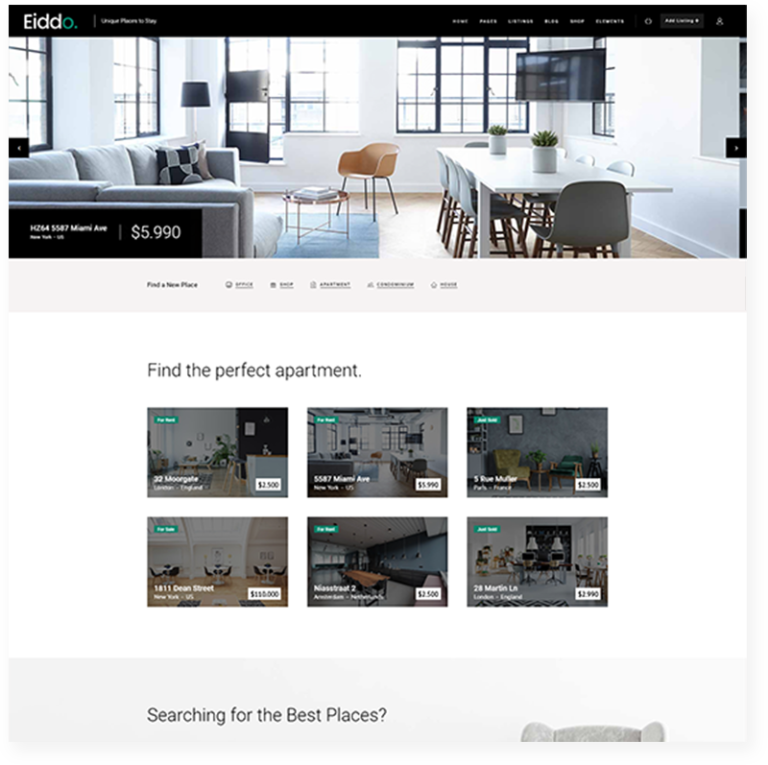 Eiddo.
Unique Places to Stay
HOME PAGES LISTINGS BLOG SHOP ELEMENTS
Add Listing +
HZ64 5587 Miami Ave
New York - US
$5.990
Find a New Place
OFFICE SHOP APARTMENT CONDOMINIUM HOUSE
Find the perfect apartment.
For Rent
32 Moorgate
London - England
$2.500
For Rent
5587 Miami Ave
New York - US
$5.990
Just Sold
5 Rue Muller
Paris - France
$2.500
For Sale
1811 Dean Street
New York - US
$110.000
For Rent
Niasstraat 2
Amsterdam - Netherlands
$2.500
Just Sold
28 Martin Ln
London - England
$2.990
Searching for the Best Places?